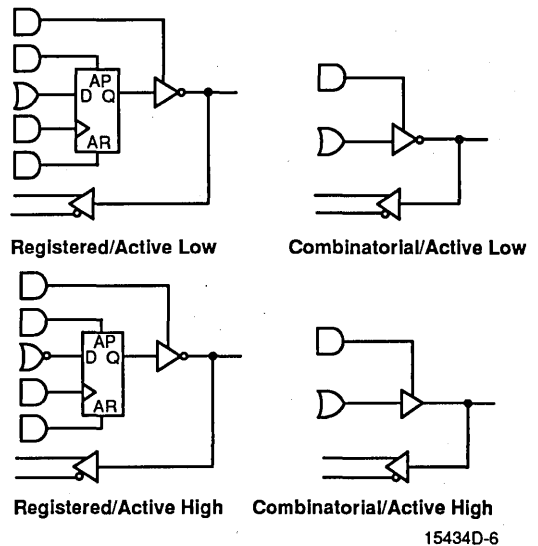 AP
D Q
AR
Registered/Active Low
Combinatorial/Active Low
AP
D Q
AR
Registered/Active High
Combinatorial/Active High
15434D-6